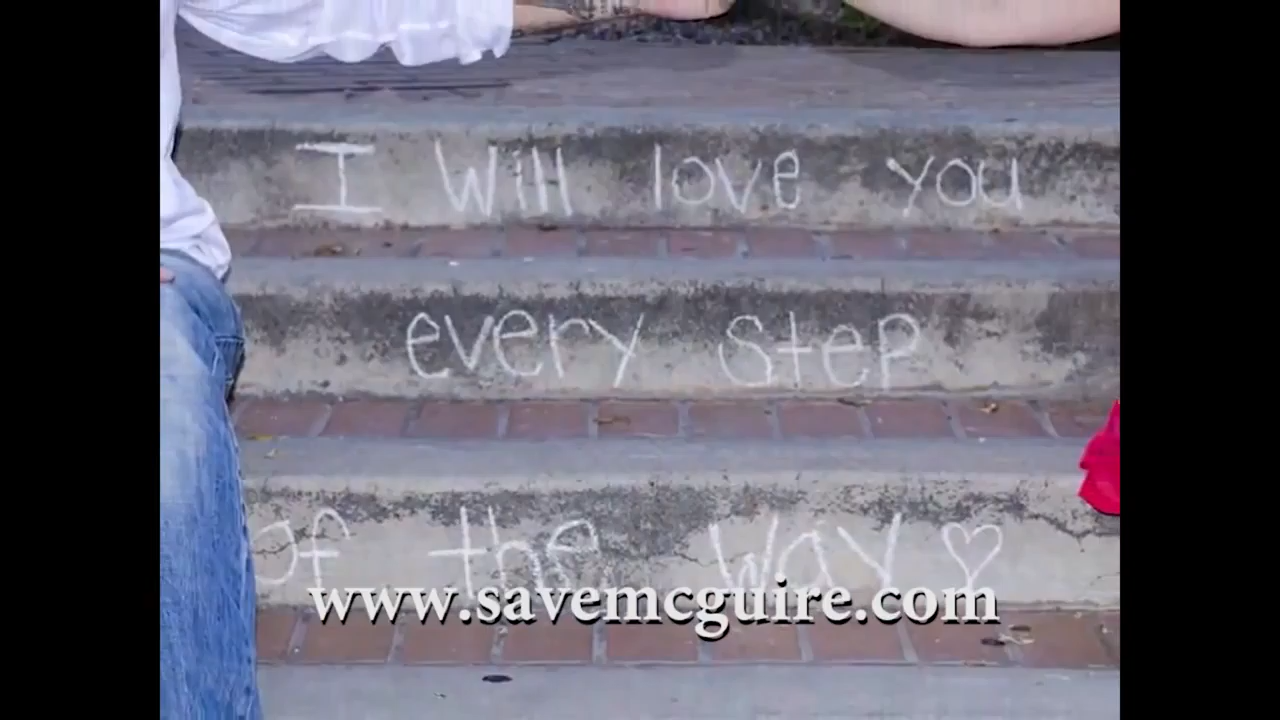 I will love you
every step
of the way ♡
www.savemcguire.com